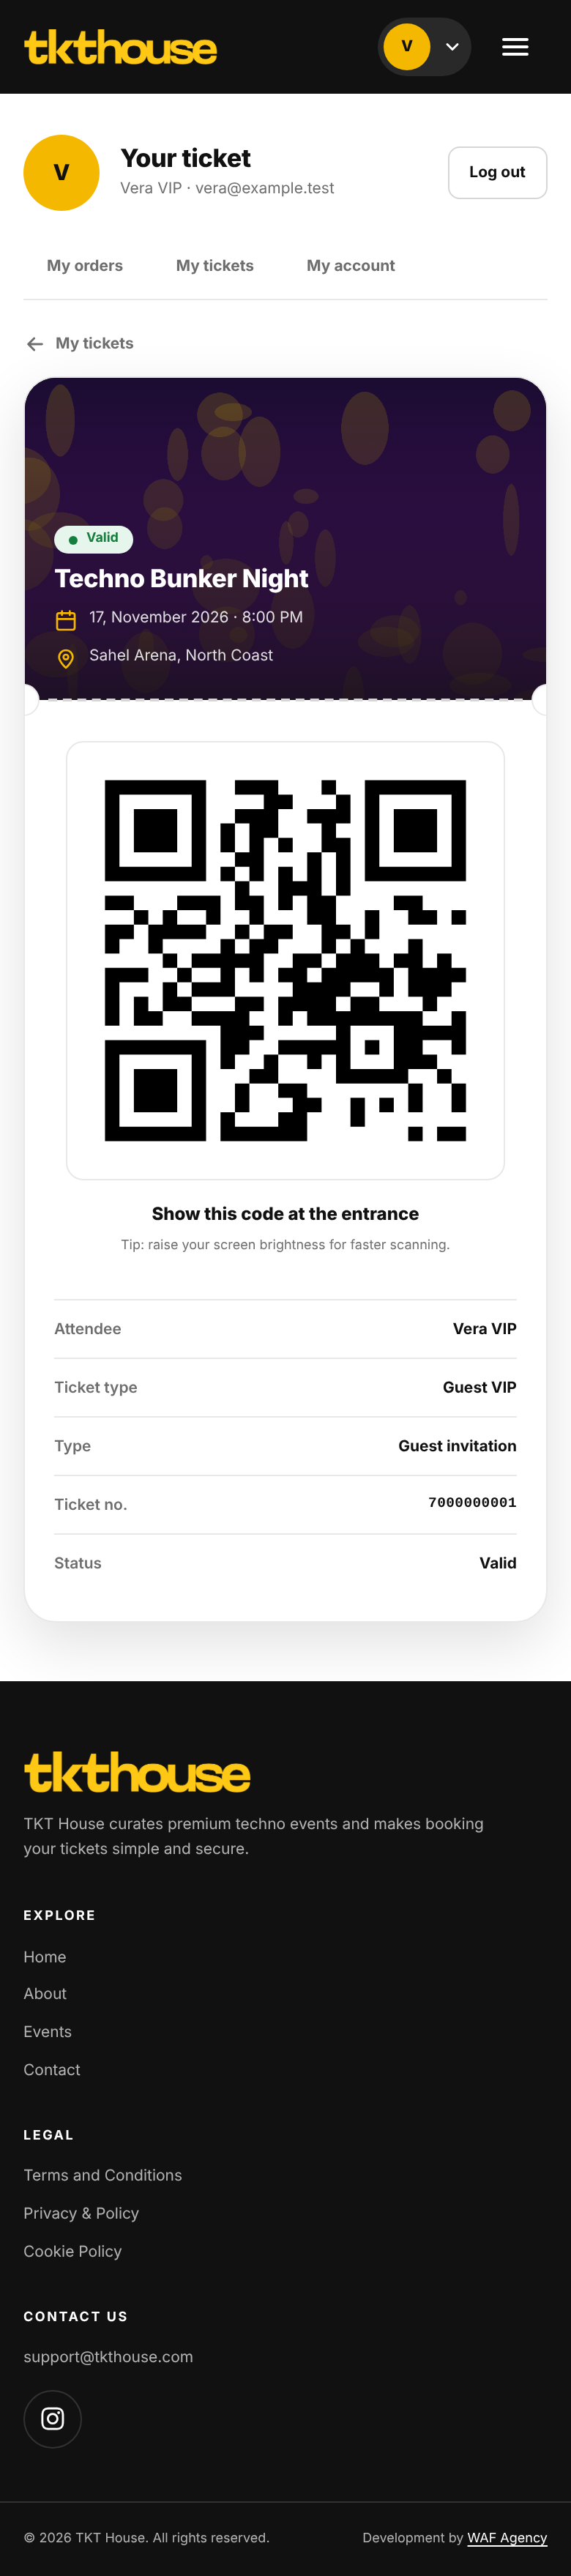 tkthouse
V
V
Your ticket
Vera VIP · vera@example.test
Log out
My orders
My tickets
My account
My tickets
Valid
Techno Bunker Night
17, November 2026 · 8:00 PM
Sahel Arena, North Coast
Show this code at the entrance
Tip: raise your screen brightness for faster scanning.
Attendee Vera VIP
Ticket type Guest VIP
Type Guest invitation
Ticket no. 7000000001
Status Valid
tkthouse
TKT House curates premium techno events and makes booking
your tickets simple and secure.
EXPLORE
Home
About
Events
Contact
LEGAL
Terms and Conditions
Privacy & Policy
Cookie Policy
CONTACT US
support@tkthouse.com
© 2026 TKT House. All rights reserved. Development by WAF Agency